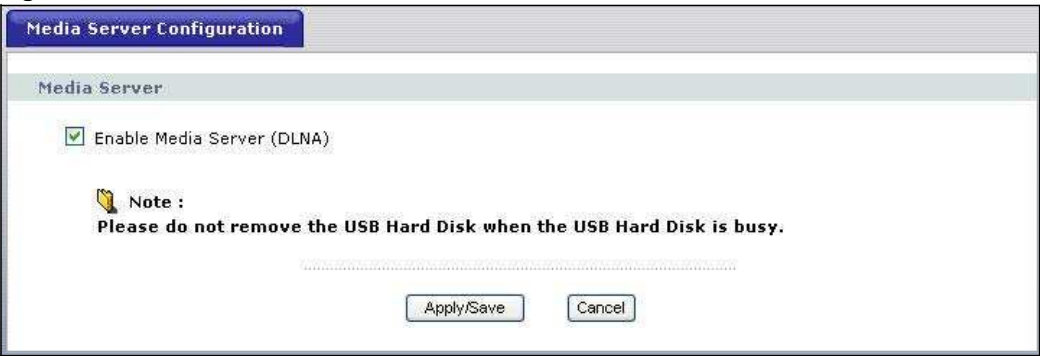 Media Server Configuration
Media Server
Enable Media Server (DLNA)
Note :
Please do not remove the USB Hard Disk when the USB Hard Disk is busy.
Apply/Save Cancel